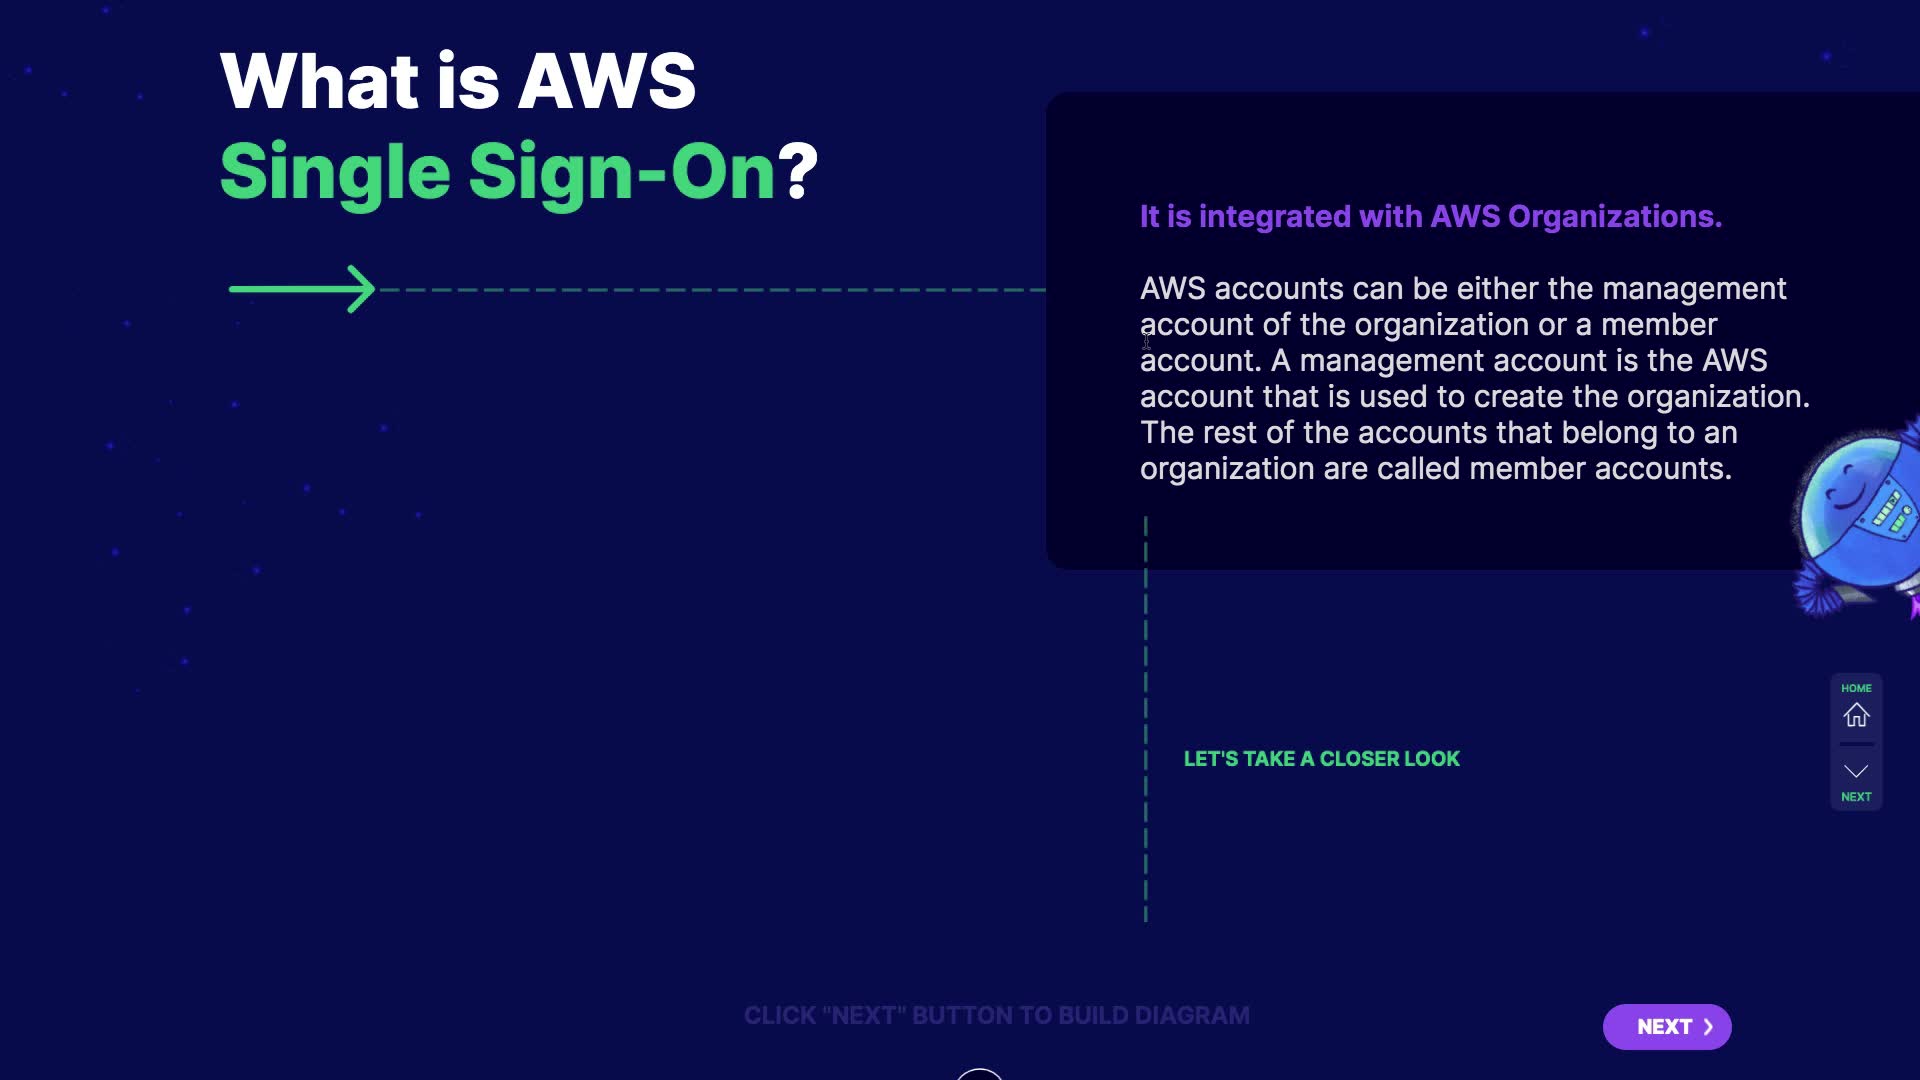 What is AWS
Single Sign-On?
It is integrated with AWS Organizations.
AWS accounts can be either the management
account of the organization or a member
account. A management account is the AWS
account that is used to create the organization.
The rest of the accounts that belong to an
organization are called member accounts.
HOME
LET'S TAKE A CLOSER LOOK
NEXT
CLICK "NEXT" BUTTON TO BUILD DIAGRAM
NEXT